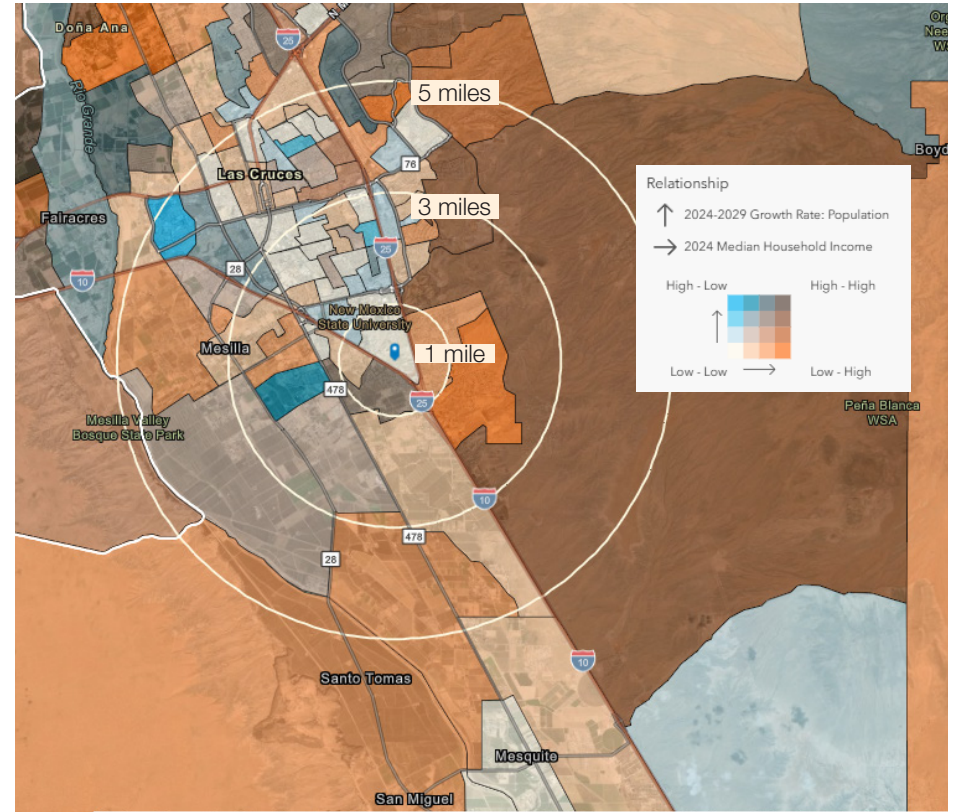 Doña Ana
N M
25
Org
Nee
W
5 miles
Rio Grande
76
Las Cruces
Boyd
Relationship
2024-2029 Growth Rate: Population
2024 Median Household Income
High - Low
High - High
Low - Low
Low - High
3 miles
Fairacres
25
28
10
New Mexico
State University
Mesilla
1 mile
478
25
Mesilla Valley
Bosque State Park
Peña Blanca
WSA
10
478
28
10
Santo Tomas
Mesquite
San Miguel